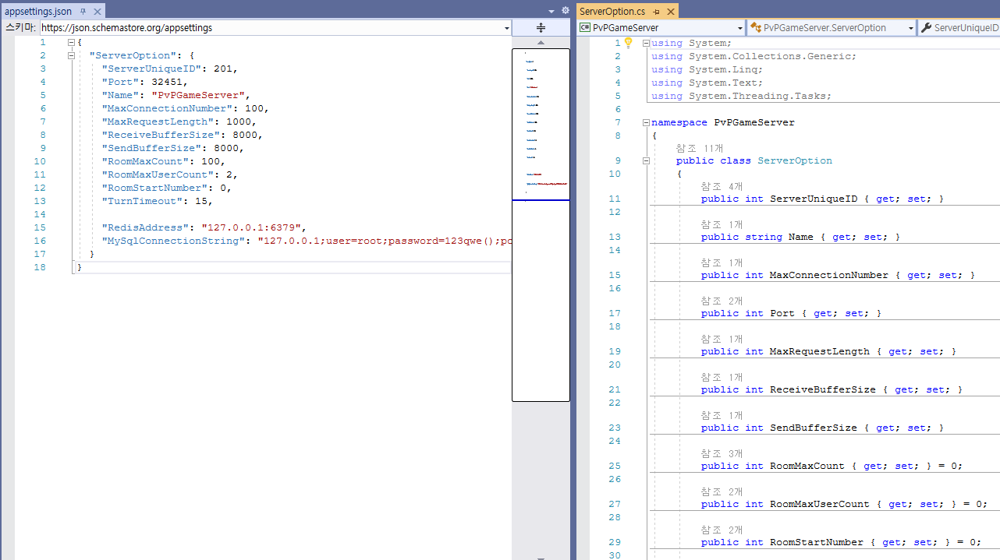 appsettings.json
스키마: https://json.schemastore.org/appsettings
1 {
2 "ServerOption": {
3 "ServerUniqueID": 201,
4 "Port": 32451,
5 "Name": "PvPGameServer",
6 "MaxConnectionNumber": 100,
7 "MaxRequestLength": 1000,
8 "ReceiveBufferSize": 8000,
9 "SendBufferSize": 8000,
10 "RoomMaxCount": 100,
11 "RoomMaxUserCount": 2,
12 "RoomStartNumber": 0,
13 "TurnTimeout": 15,
14
15 "RedisAddress": "127.0.0.1:6379",
16 "MySqlConnectionString": "127.0.0.1;user=root;password=123qwe();po
17 }
18 }
ServerOption.cs
C# PvPGameServer PvPGameServer.ServerOption ServerUniqueID
1 using System;
2 using System.Collections.Generic;
3 using System.Linq;
4 using System.Text;
5 using System.Threading.Tasks;
6
7 namespace PvPGameServer
8 {
참조 11개
9 public class ServerOption
10 {
참조 4개
11 public int ServerUniqueID { get; set; }
12
참조 1개
13 public string Name { get; set; }
14
참조 1개
15 public int MaxConnectionNumber { get; set; }
16
참조 2개
17 public int Port { get; set; }
18
참조 1개
19 public int MaxRequestLength { get; set; }
20
참조 1개
21 public int ReceiveBufferSize { get; set; }
22
참조 1개
23 public int SendBufferSize { get; set; }
24
참조 3개
25 public int RoomMaxCount { get; set; } = 0;
26
참조 2개
27 public int RoomMaxUserCount { get; set; } = 0;
28
참조 2개
29 public int RoomStartNumber { get; set; } = 0;
30